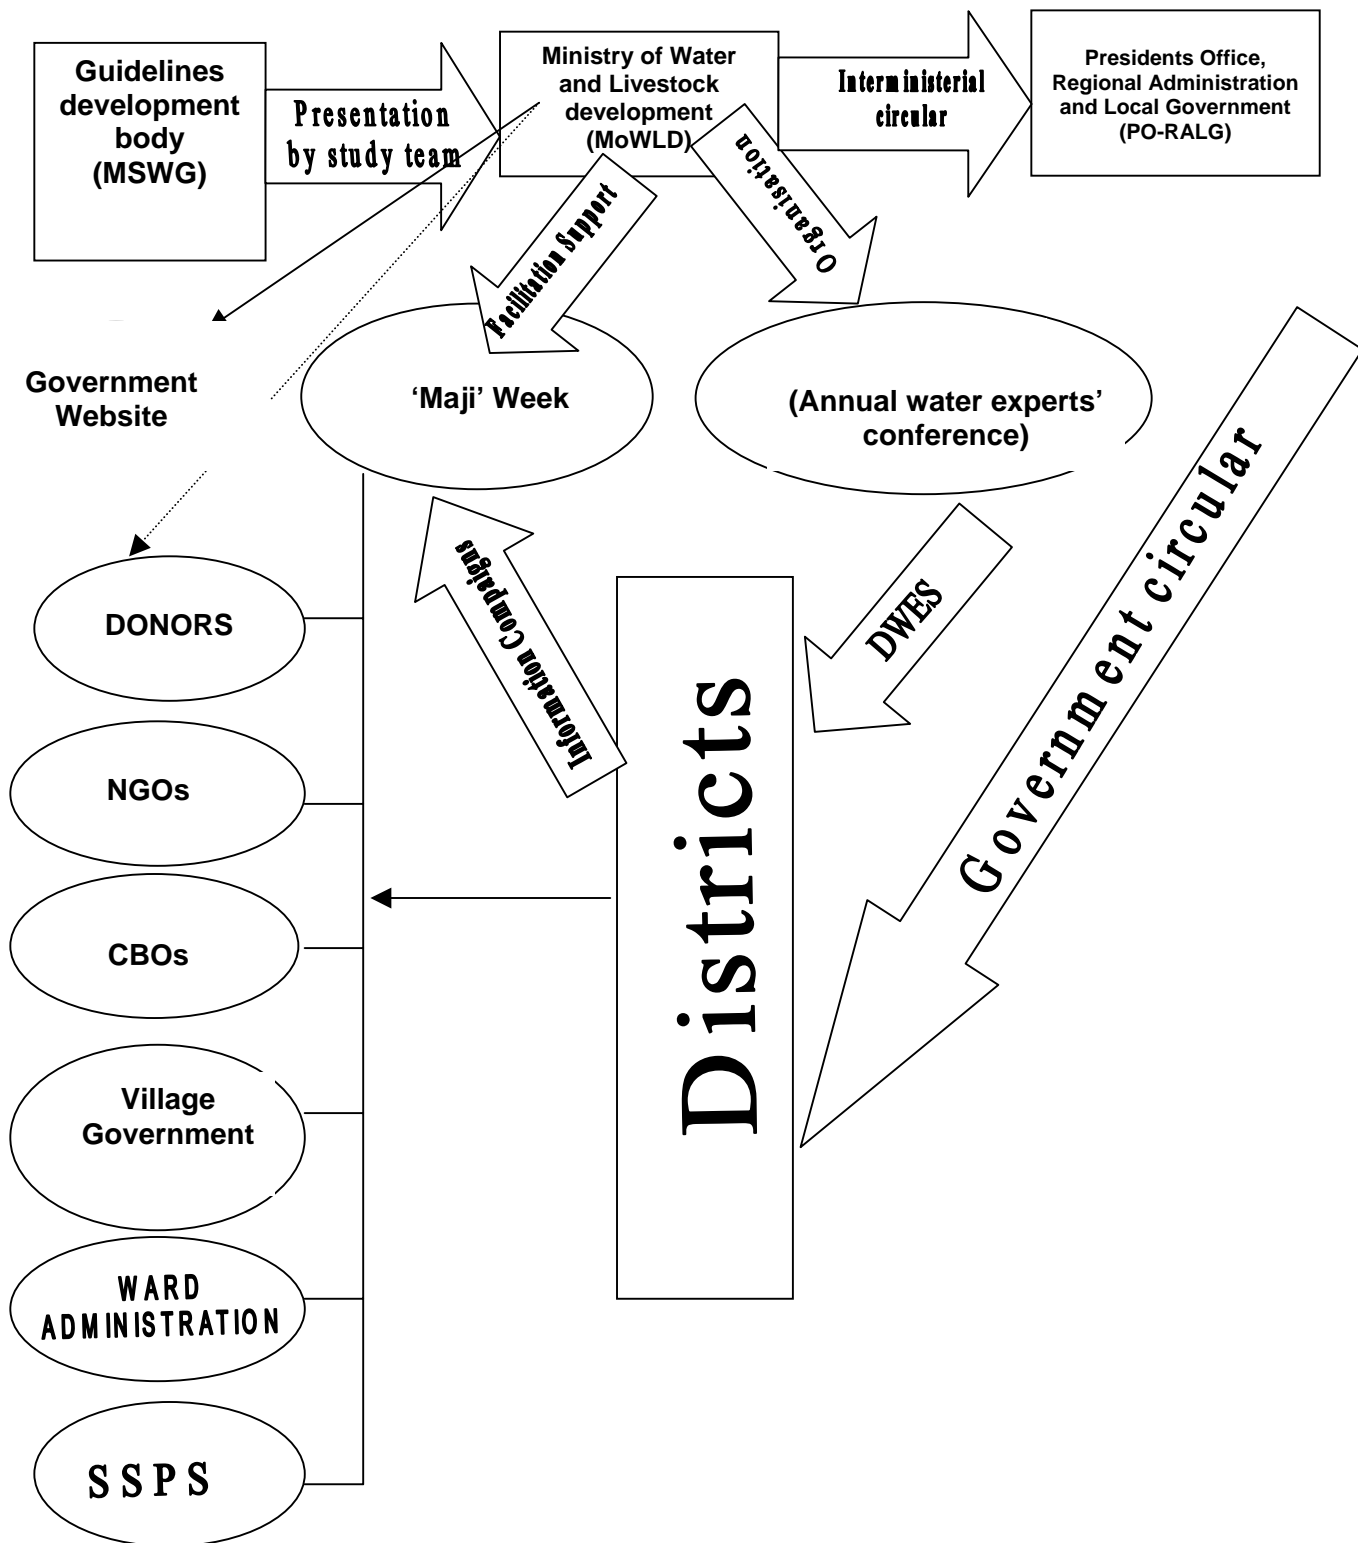 Guidelines
development
body
(MSWG)
Presentation
by study team
Ministry of Water
and Livestock
development
(MoWLD)
Interministerial
circular
Presidents Office,
Regional Administration
and Local Government
(PO-RALG)
Facilitation Support
Organisation
Government
Website
‘Maji’ Week
(Annual water experts’
conference)
Government circular
Information Compaigns
DWES
Districts
DONORS
NGOs
CBOs
Village
Government
WARD
ADMINISTRATION
SSPS